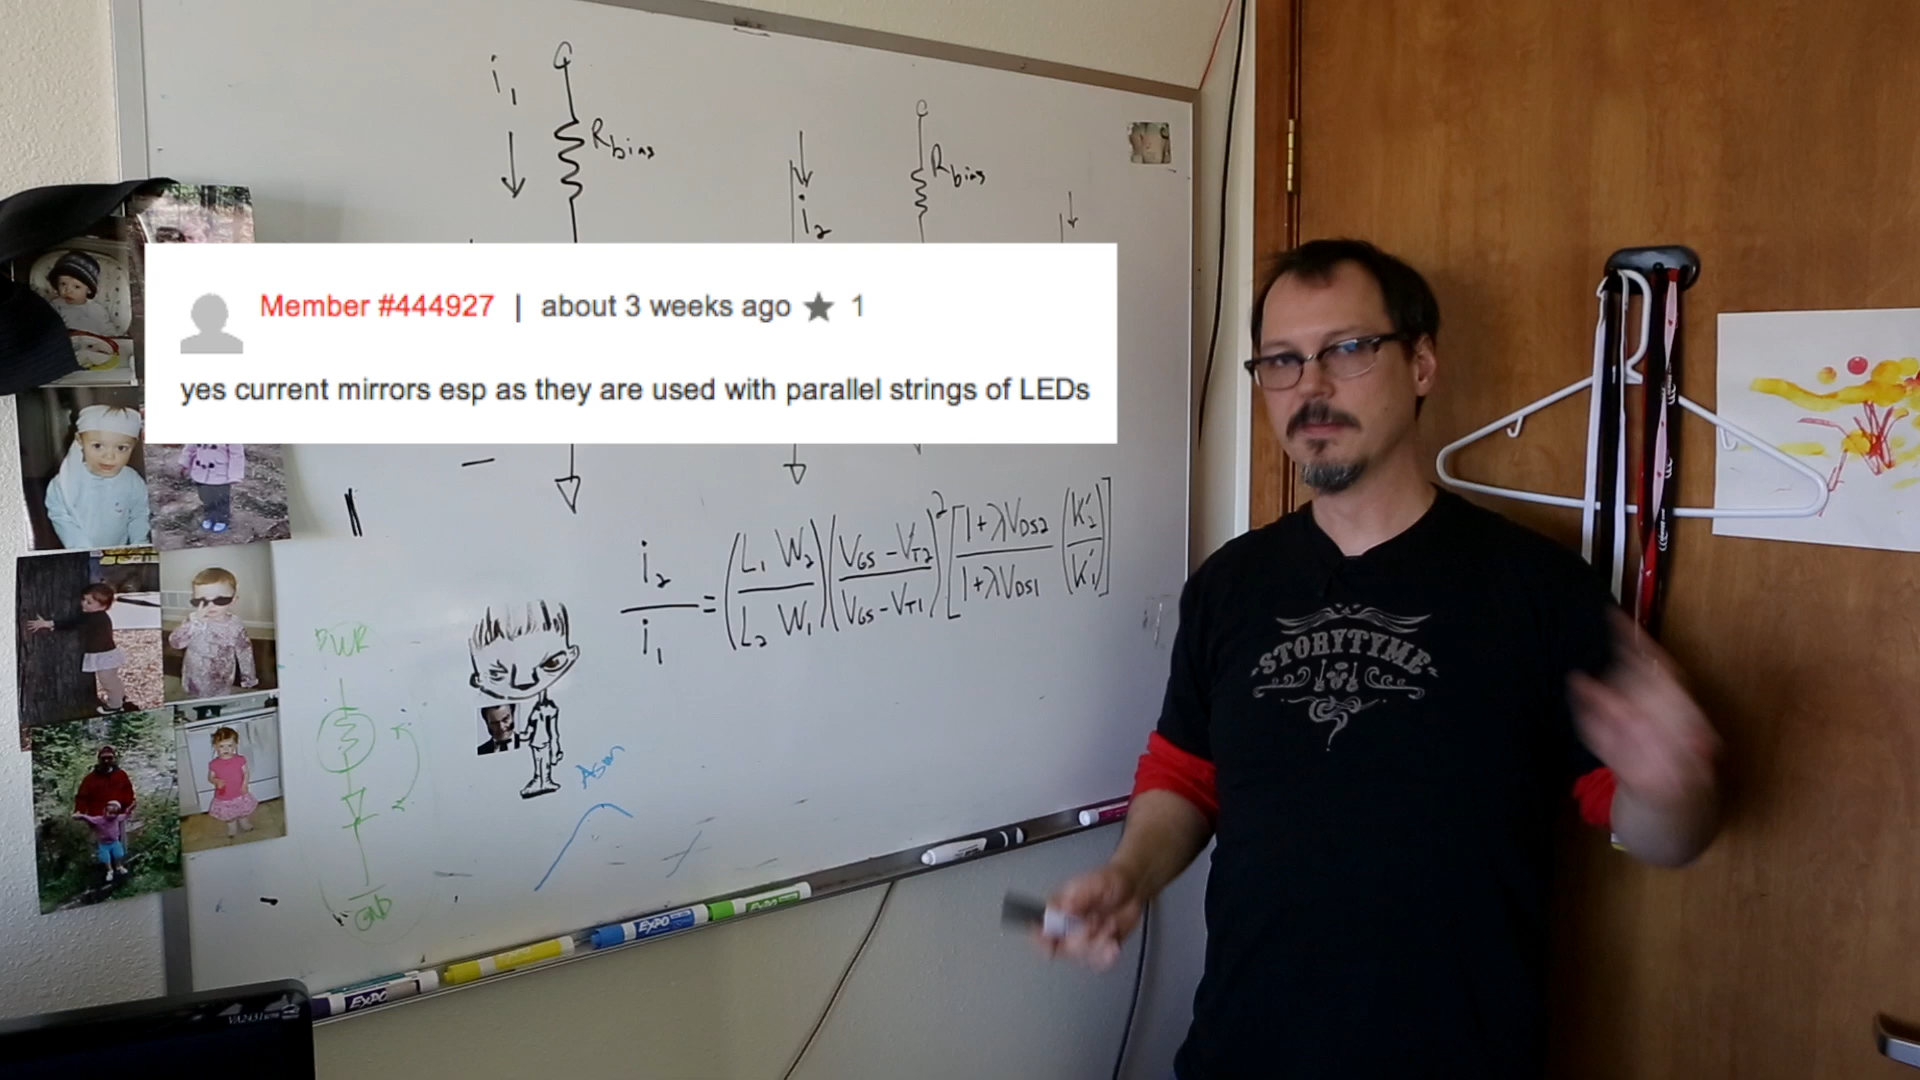 i1
Rbias
i2
Rbias
Member #444927 | about 3 weeks ago ★ 1
yes current mirrors esp as they are used with parallel strings of LEDs
i2/i1 = (L1 W2 / L2 W1) (VGS - VT2 / VGS - VT1)² [1 + λVDS2 / 1 + λVDS1 (K'2 / K'1)]
PWR
GND
STORYTYME
EXPO
EXPO
EXPO
VA2431wm